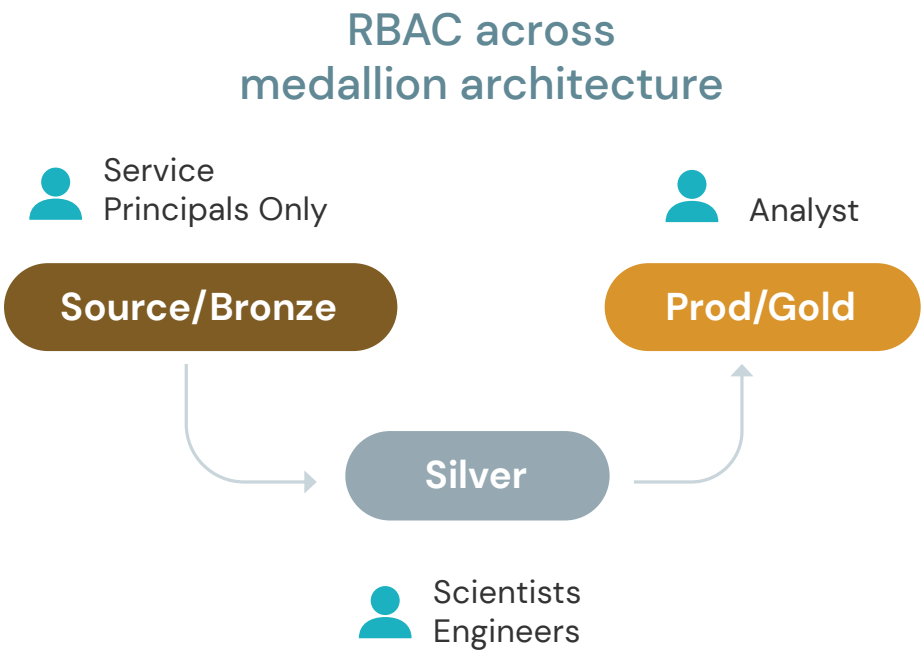 RBAC across
medallion architecture
Service
Principals Only
Analyst
Source/Bronze
Prod/Gold
Silver
Scientists
Engineers